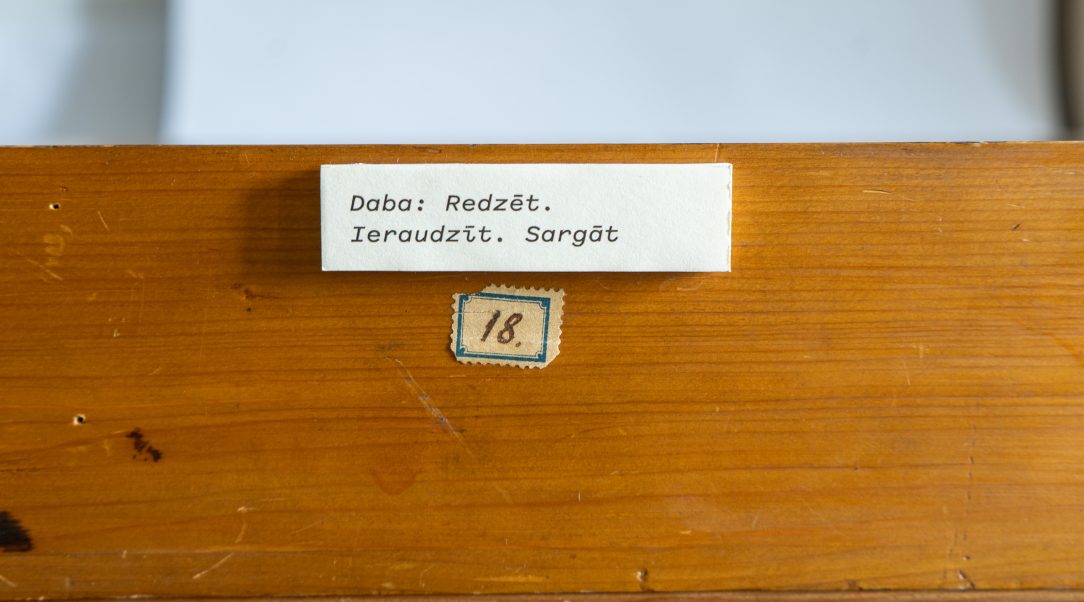 Daba: Redzēt.
Ieraudzīt. Sargāt
18.